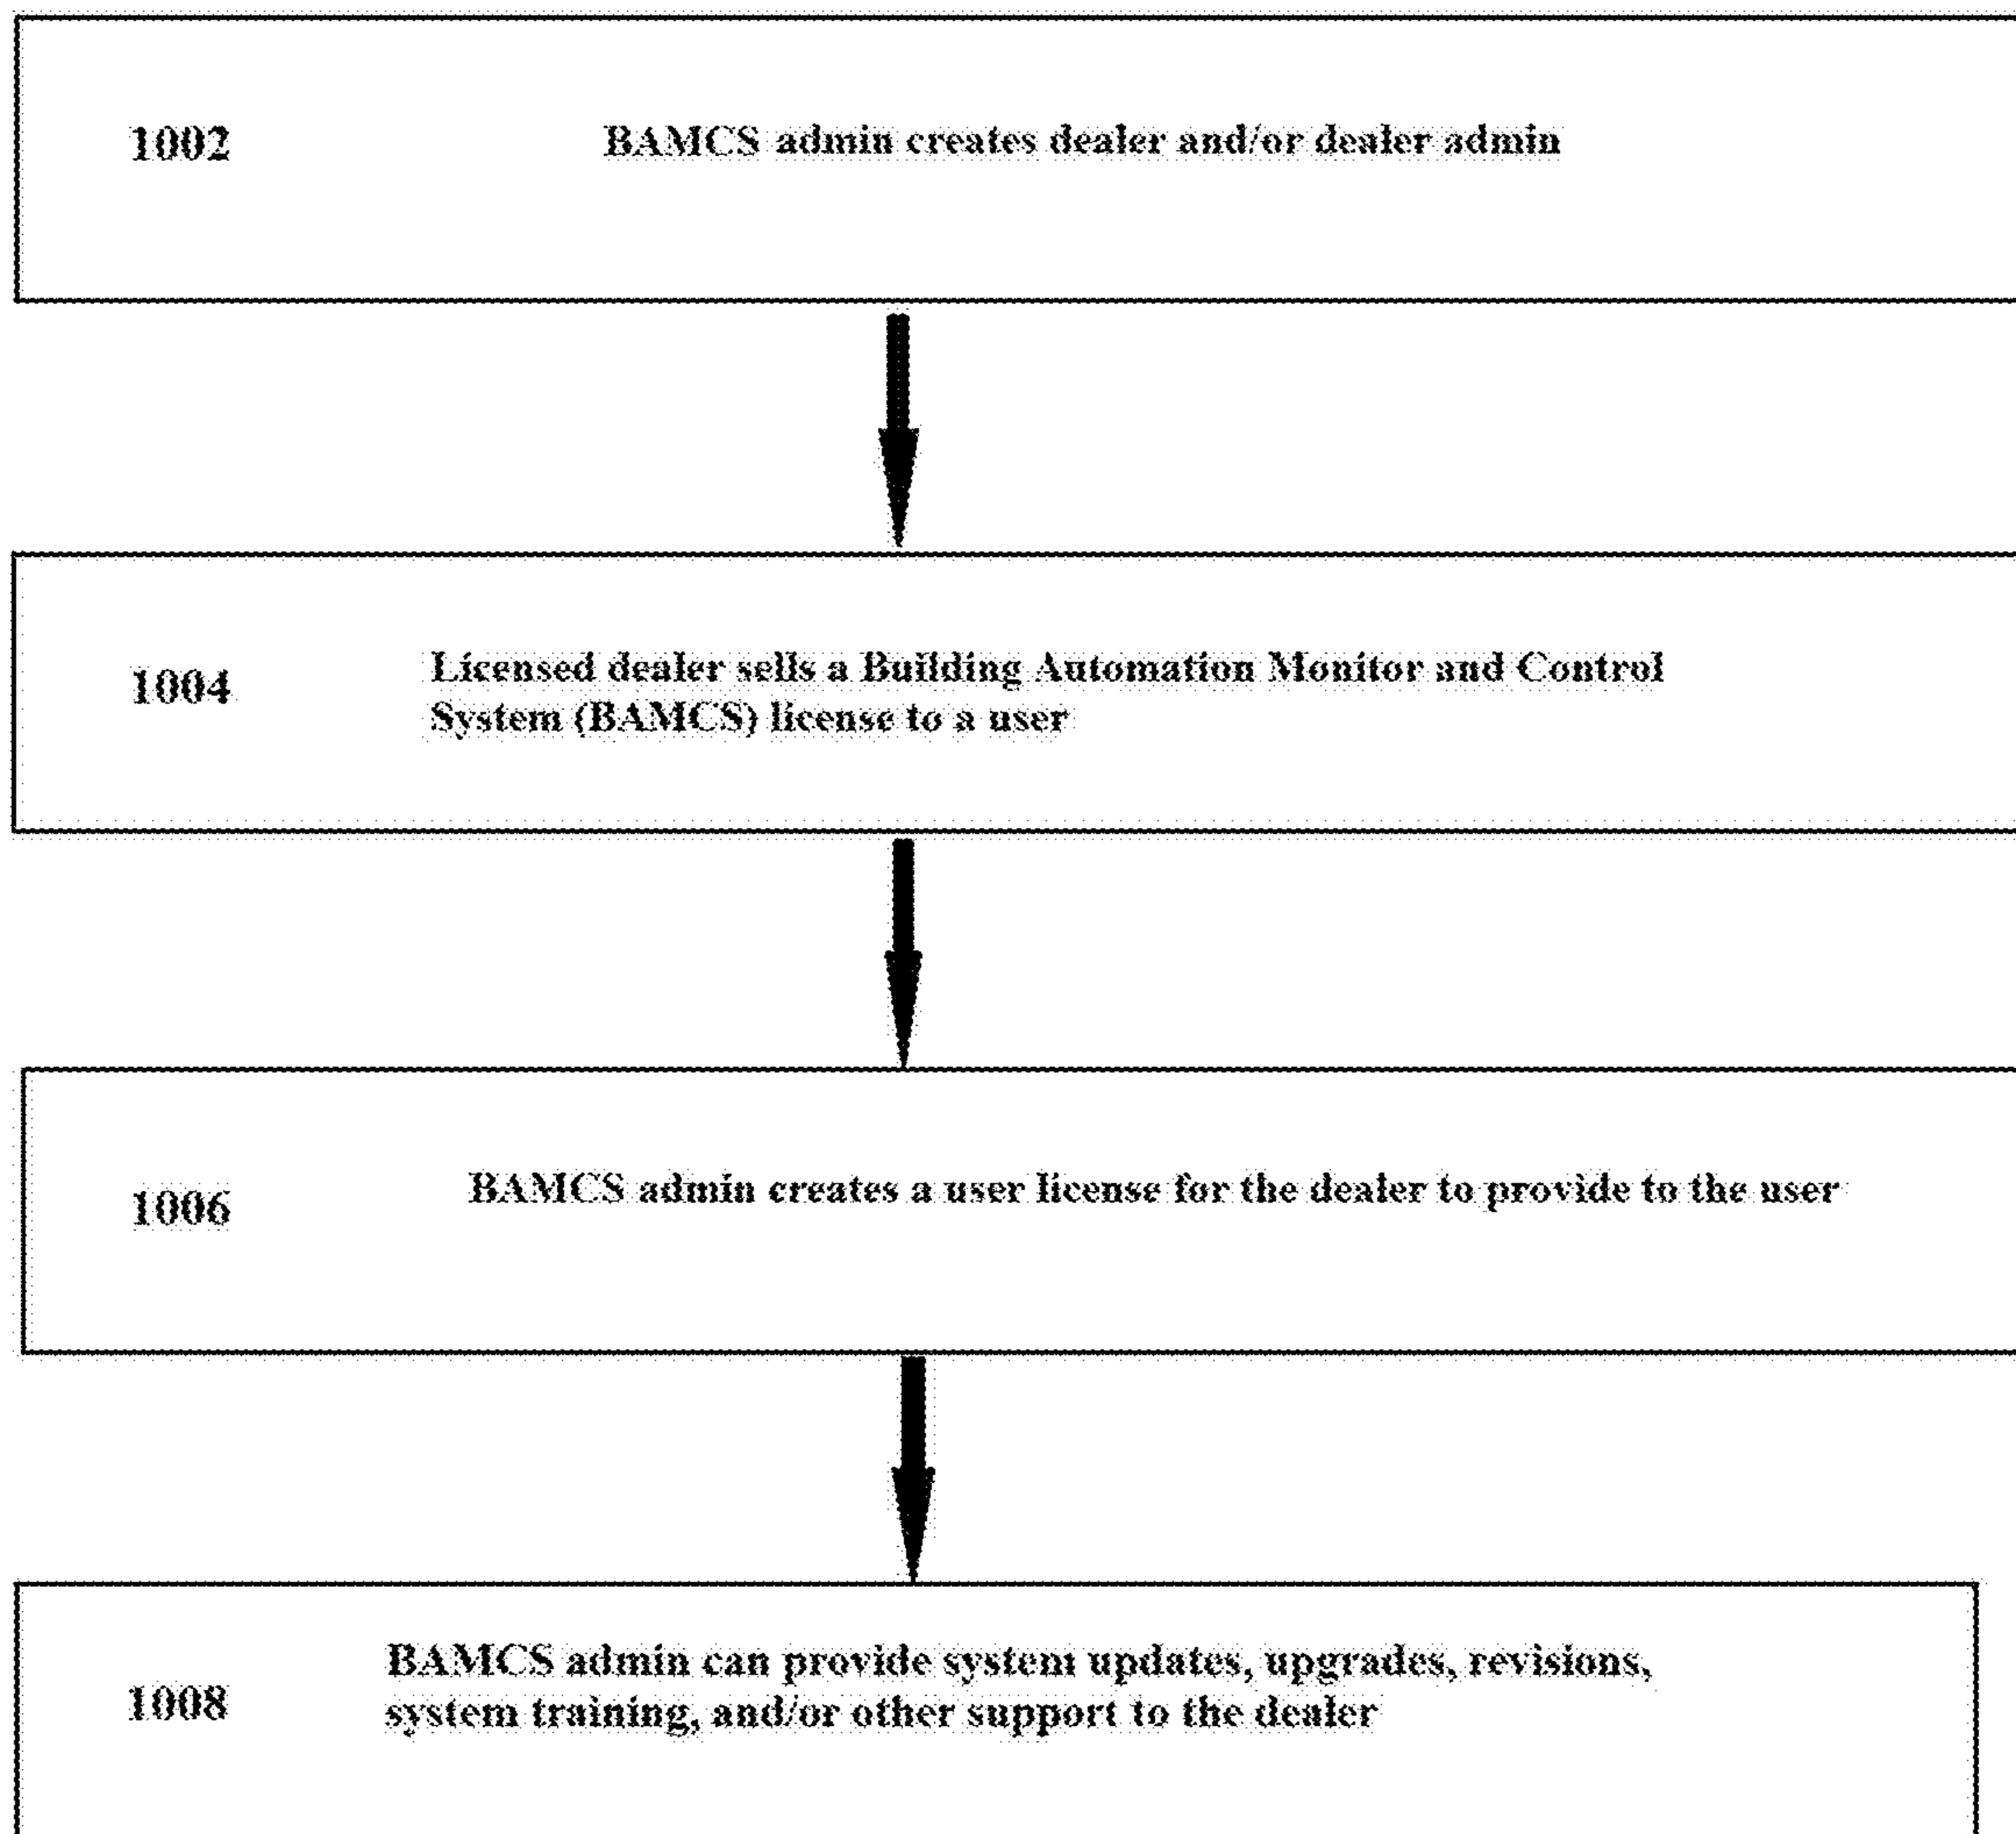 1002 BAMCS admin creates dealer and/or dealer admin
1004 Licensed dealer sells a Building Automation Monitor and Control
System (BAMCS) license to a user
1006 BAMCS admin creates a user license for the dealer to provide to the user
1008 BAMCS admin can provide system updates, upgrades, revisions,
system training, and/or other support to the dealer